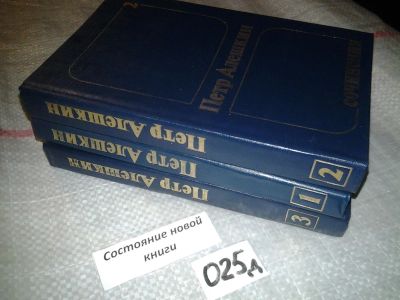 2
Петр Алешкин
СОЧИНЕНИЯ
Петр Алешкин
2
Петр Алешкин
1
Петр Алешкин
3
Состояние новой
книги
025д